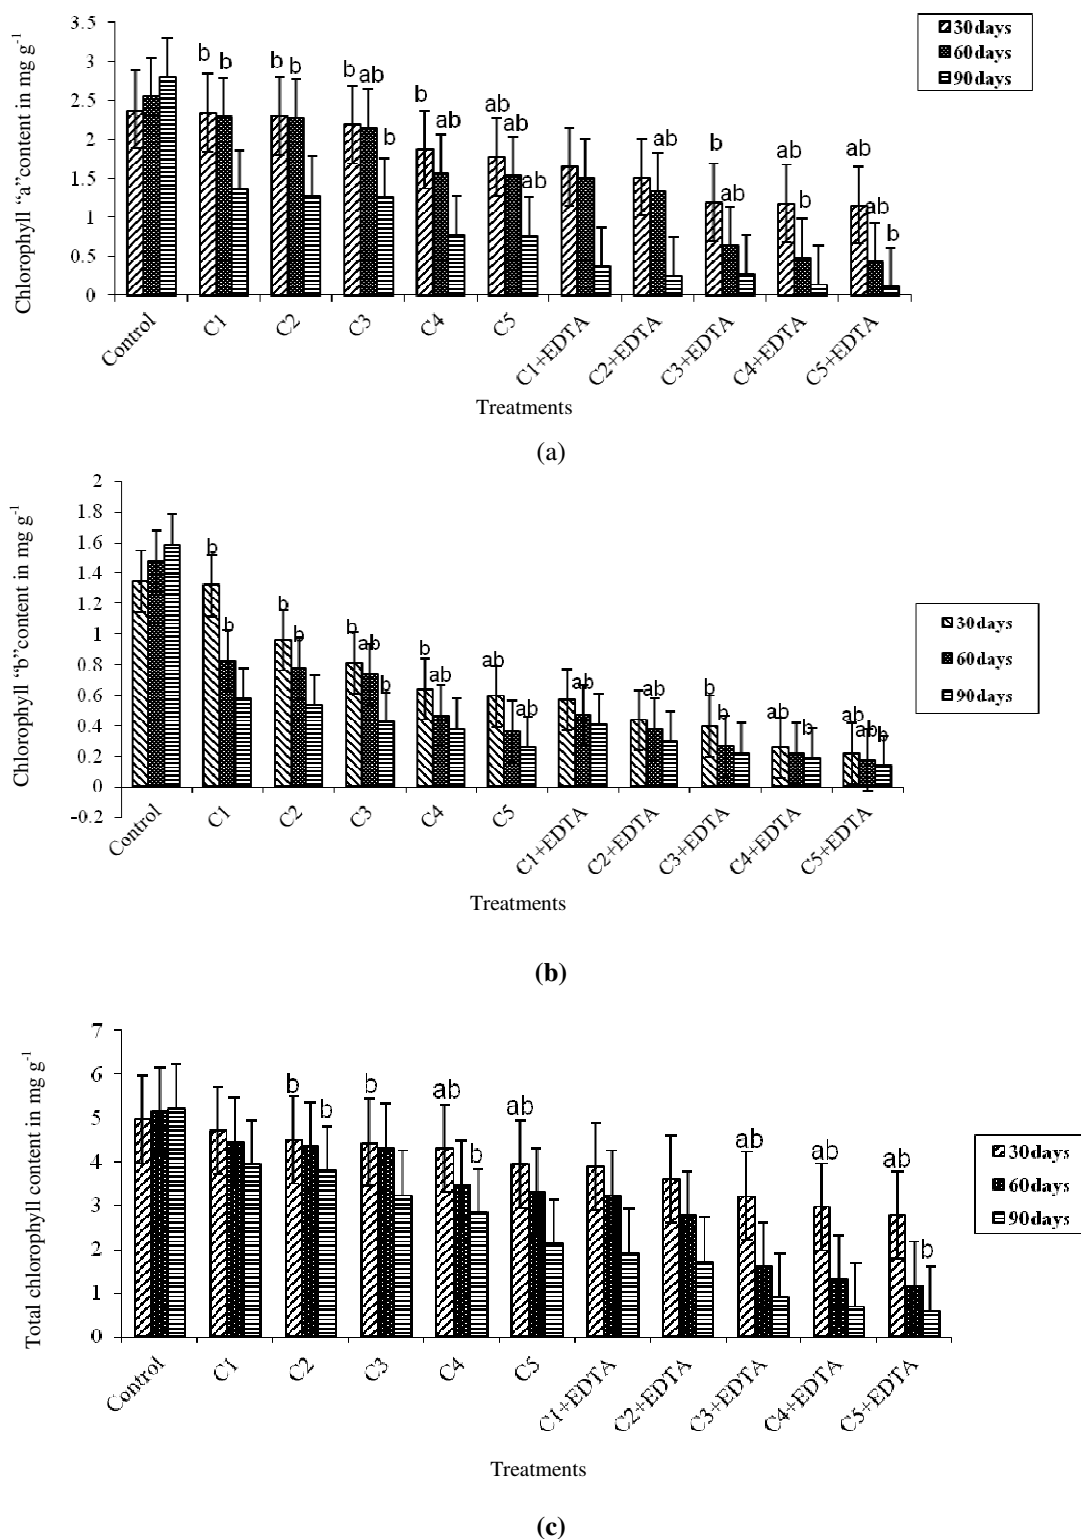 3.5
3
2.5
2
1.5
1
0.5
0
Chlorophyll “a”content in mg g-1
b b b b b ab b b ab ab ab ab ab b ab ab b ab ab b
30days
60days
90days
Control C1 C2 C3 C4 C5 C1+EDTA C2+EDTA C3+EDTA C4+EDTA C5+EDTA
Treatments
(a)
2
1.8
1.6
1.4
1.2
1
0.8
0.6
0.4
0.2
0
-0.2
Chlorophyll “b”content in mg g-1
b b b b b ab b b ab ab ab ab ab b ab ab b ab ab b
30days
60days
90days
Control C1 C2 C3 C4 C5 C1+EDTA C2+EDTA C3+EDTA C4+EDTA C5+EDTA
Treatments
(b)
7
6
5
4
3
2
1
0
Total chlorophyll content in mg g-1
b b b ab b ab ab ab ab b
30days
60days
90days
Control C1 C2 C3 C4 C5 C1+EDTA C2+EDTA C3+EDTA C4+EDTA C5+EDTA
Treatments
(c)